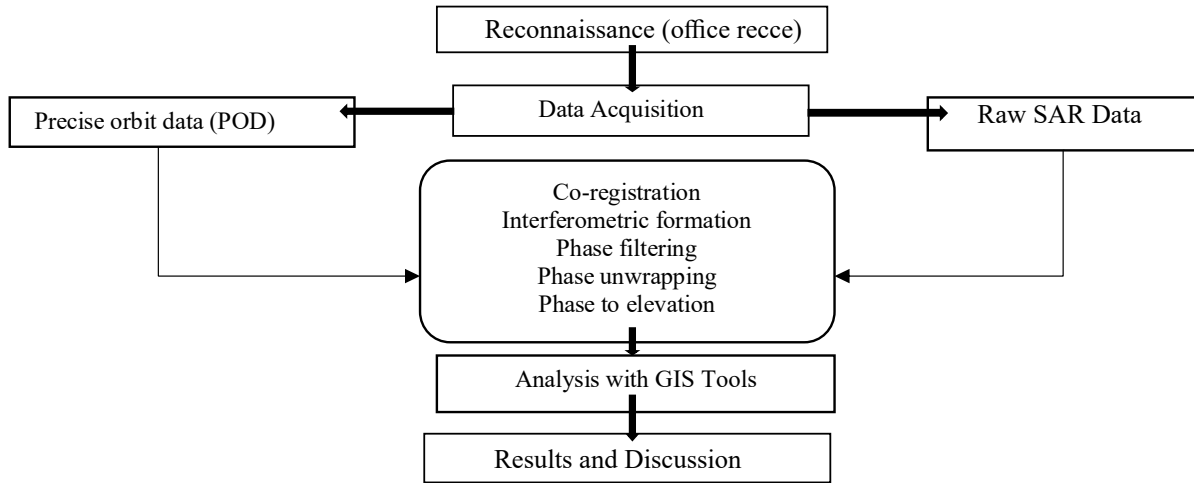 Reconnaissance (office recce)
Data Acquisition
Precise orbit data (POD)
Raw SAR Data
Co-registration
Interferometric formation
Phase filtering
Phase unwrapping
Phase to elevation
Analysis with GIS Tools
Results and Discussion